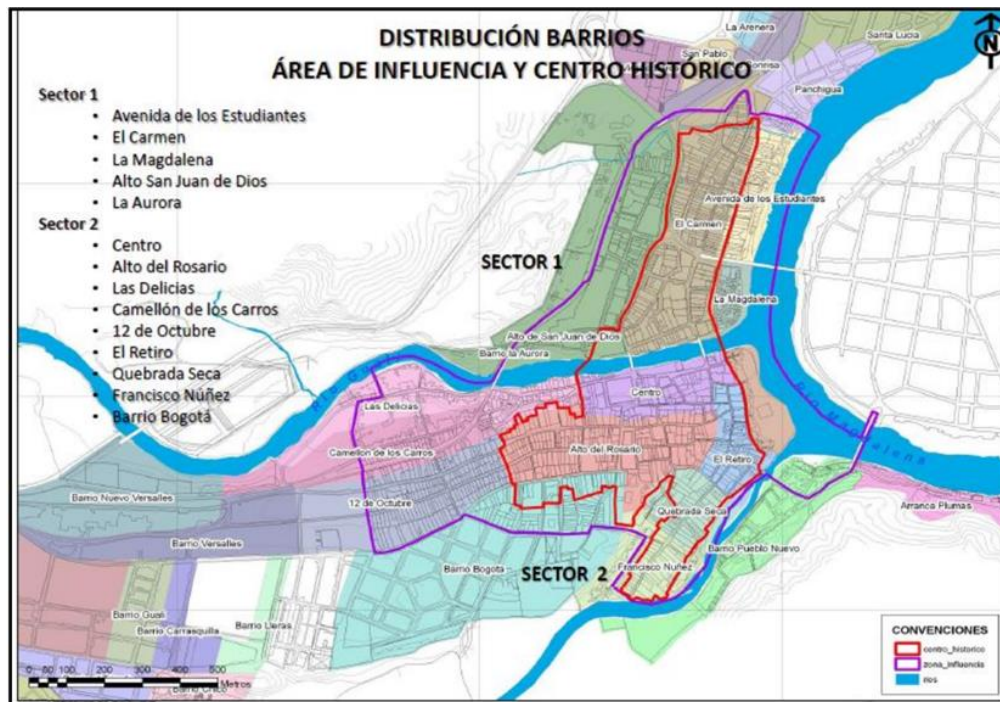 DISTRIBUCIÓN BARRIOS
ÁREA DE INFLUENCIA Y CENTRO HISTÓRICO
Sector 1
• Avenida de los Estudiantes
• El Carmen
• La Magdalena
• Alto San Juan de Dios
• La Aurora
Sector 2
• Centro
• Alto del Rosario
• Las Delicias
• Camellón de los Carros
• 12 de Octubre
• El Retiro
• Quebrada Seca
• Francisco Núñez
• Barrio Bogotá
La Arenera
Santa Lucia
San Pablo
Panchigua
N
Avenida de los Estudiantes
El Carmen
SECTOR 1
La Magdalena
Alto de San Juan de Dios
Barrio la Aurora
Rio
Las Delicias
Centro
Rio Magdalena
Camellon de los Carros
Alto del Rosario
El Retiro
Barrio Nuevo Versalles
12 de Octubre
Arranca Plumas
Quebrada Seca
Barrio Versalles
Barrio Pueblo Nuevo
Barrio Bogota
Francisco Nuñez
SECTOR 2
Barrio Gualí
Barrio Lleras
Barrio Carrasquilla
CONVENCIONES
centro_historico
zona_influencia
rios
0 50 100 200 300 400 500
Metros